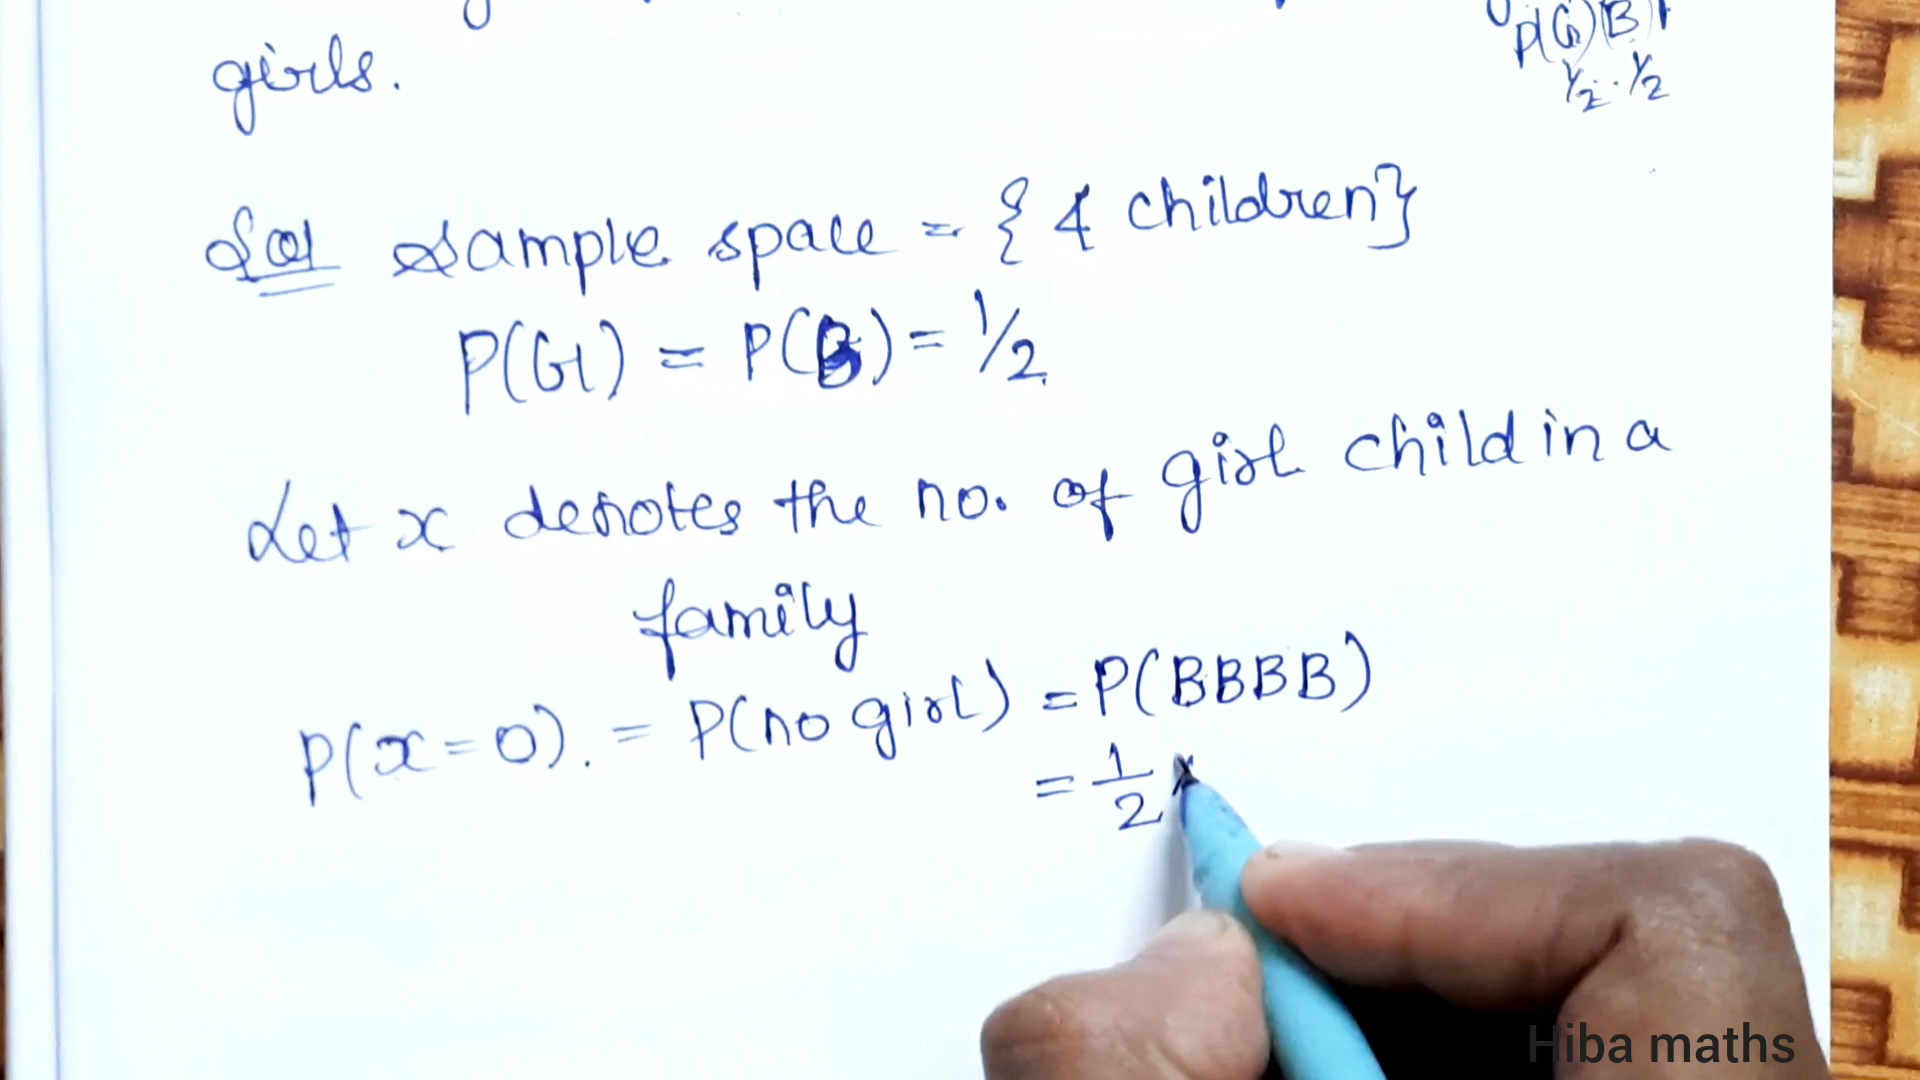 girls.
P(G)(B)
1/2 · 1/2
Sol Sample space = { 4 children}
P(G) = P(B) = 1/2
Let x denotes the no. of girl child in a
family
P(x=0). = P(no girl) = P(BBBB)
= 1/2 ×
Hiba maths